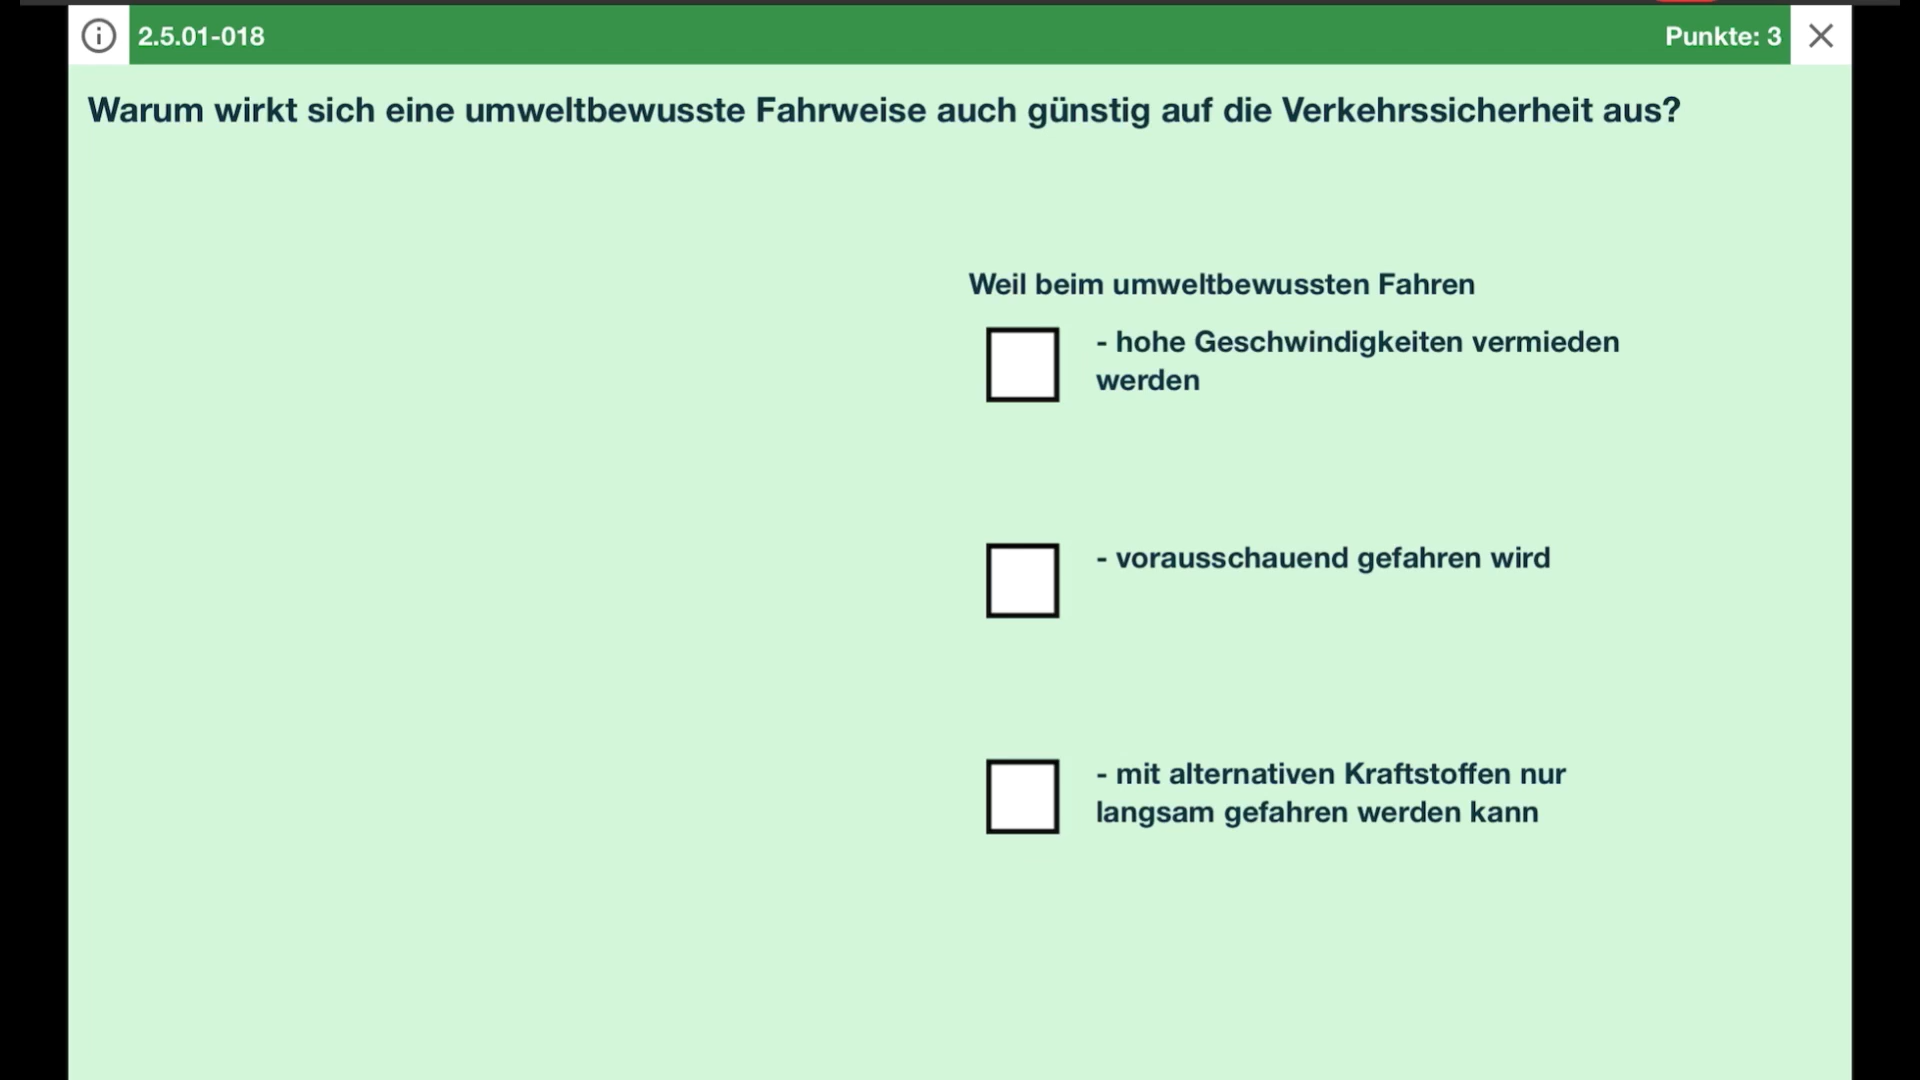 2.5.01-018
Punkte: 3
Warum wirkt sich eine umweltbewusste Fahrweise auch günstig auf die Verkehrssicherheit aus?
Weil beim umweltbewussten Fahren
- hohe Geschwindigkeiten vermieden
werden
- vorausschauend gefahren wird
- mit alternativen Kraftstoffen nur
langsam gefahren werden kann